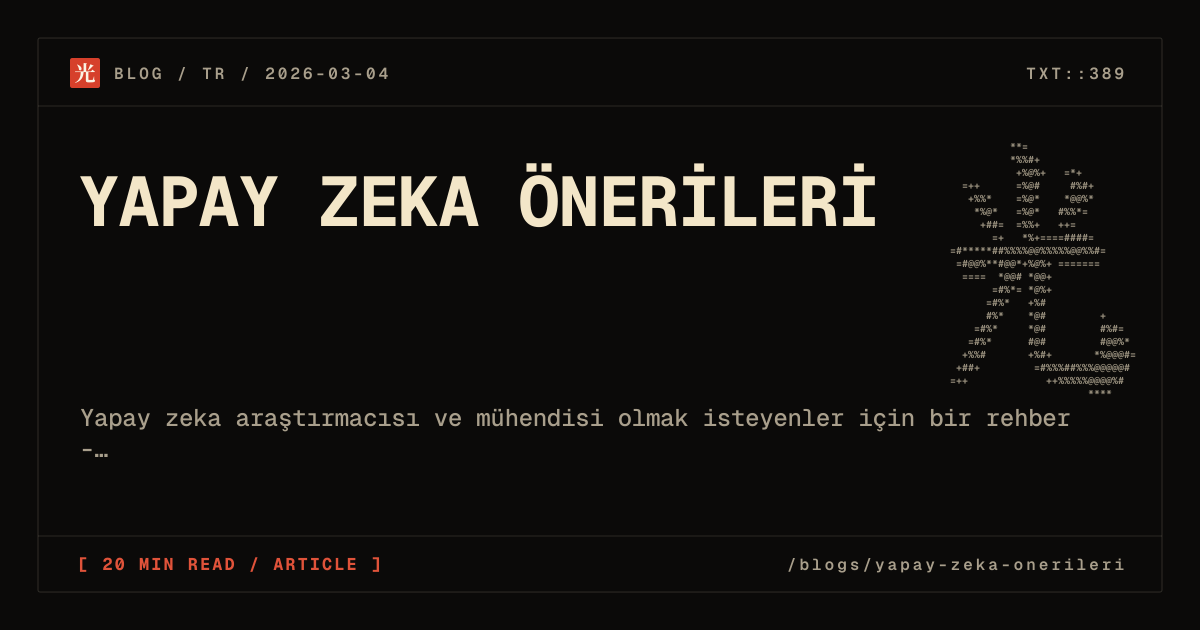 光 BLOG / TR / 2026-03-04
TXT::389
YAPAY ZEKA ÖNERİLERİ
Yapay zeka araştırmacısı ve mühendisi olmak isteyenler için bir rehber
-…
[ 20 MIN READ / ARTICLE ]
/blogs/yapay-zeka-onerileri